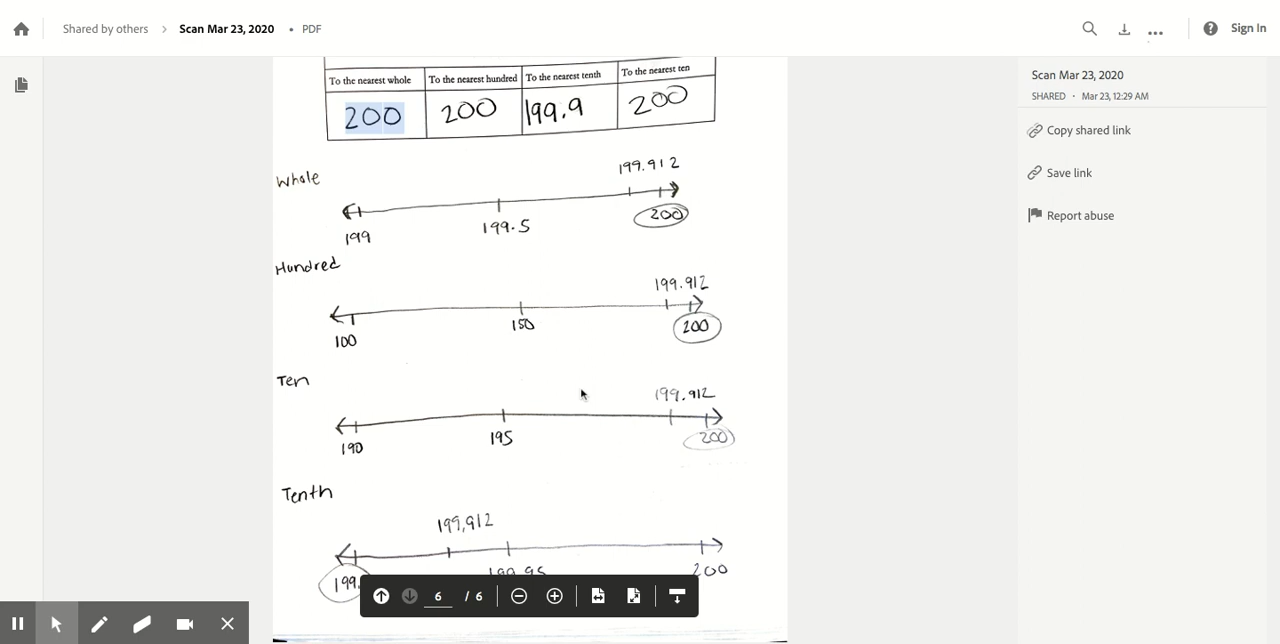 Shared by others > Scan Mar 23, 2020 • PDF
Sign In
Scan Mar 23, 2020
SHARED • Mar 23, 12:29 AM
Copy shared link
Save link
Report abuse
To the nearest whole To the nearest hundred To the nearest tenth To the nearest ten
200 200 199.9 200
Whole
199.912
199 199.5 200
Hundred
199.912
100 150 200
Ten
199.912
190 195 200
Tenth
199,912
199. 199.95 200
6 / 6